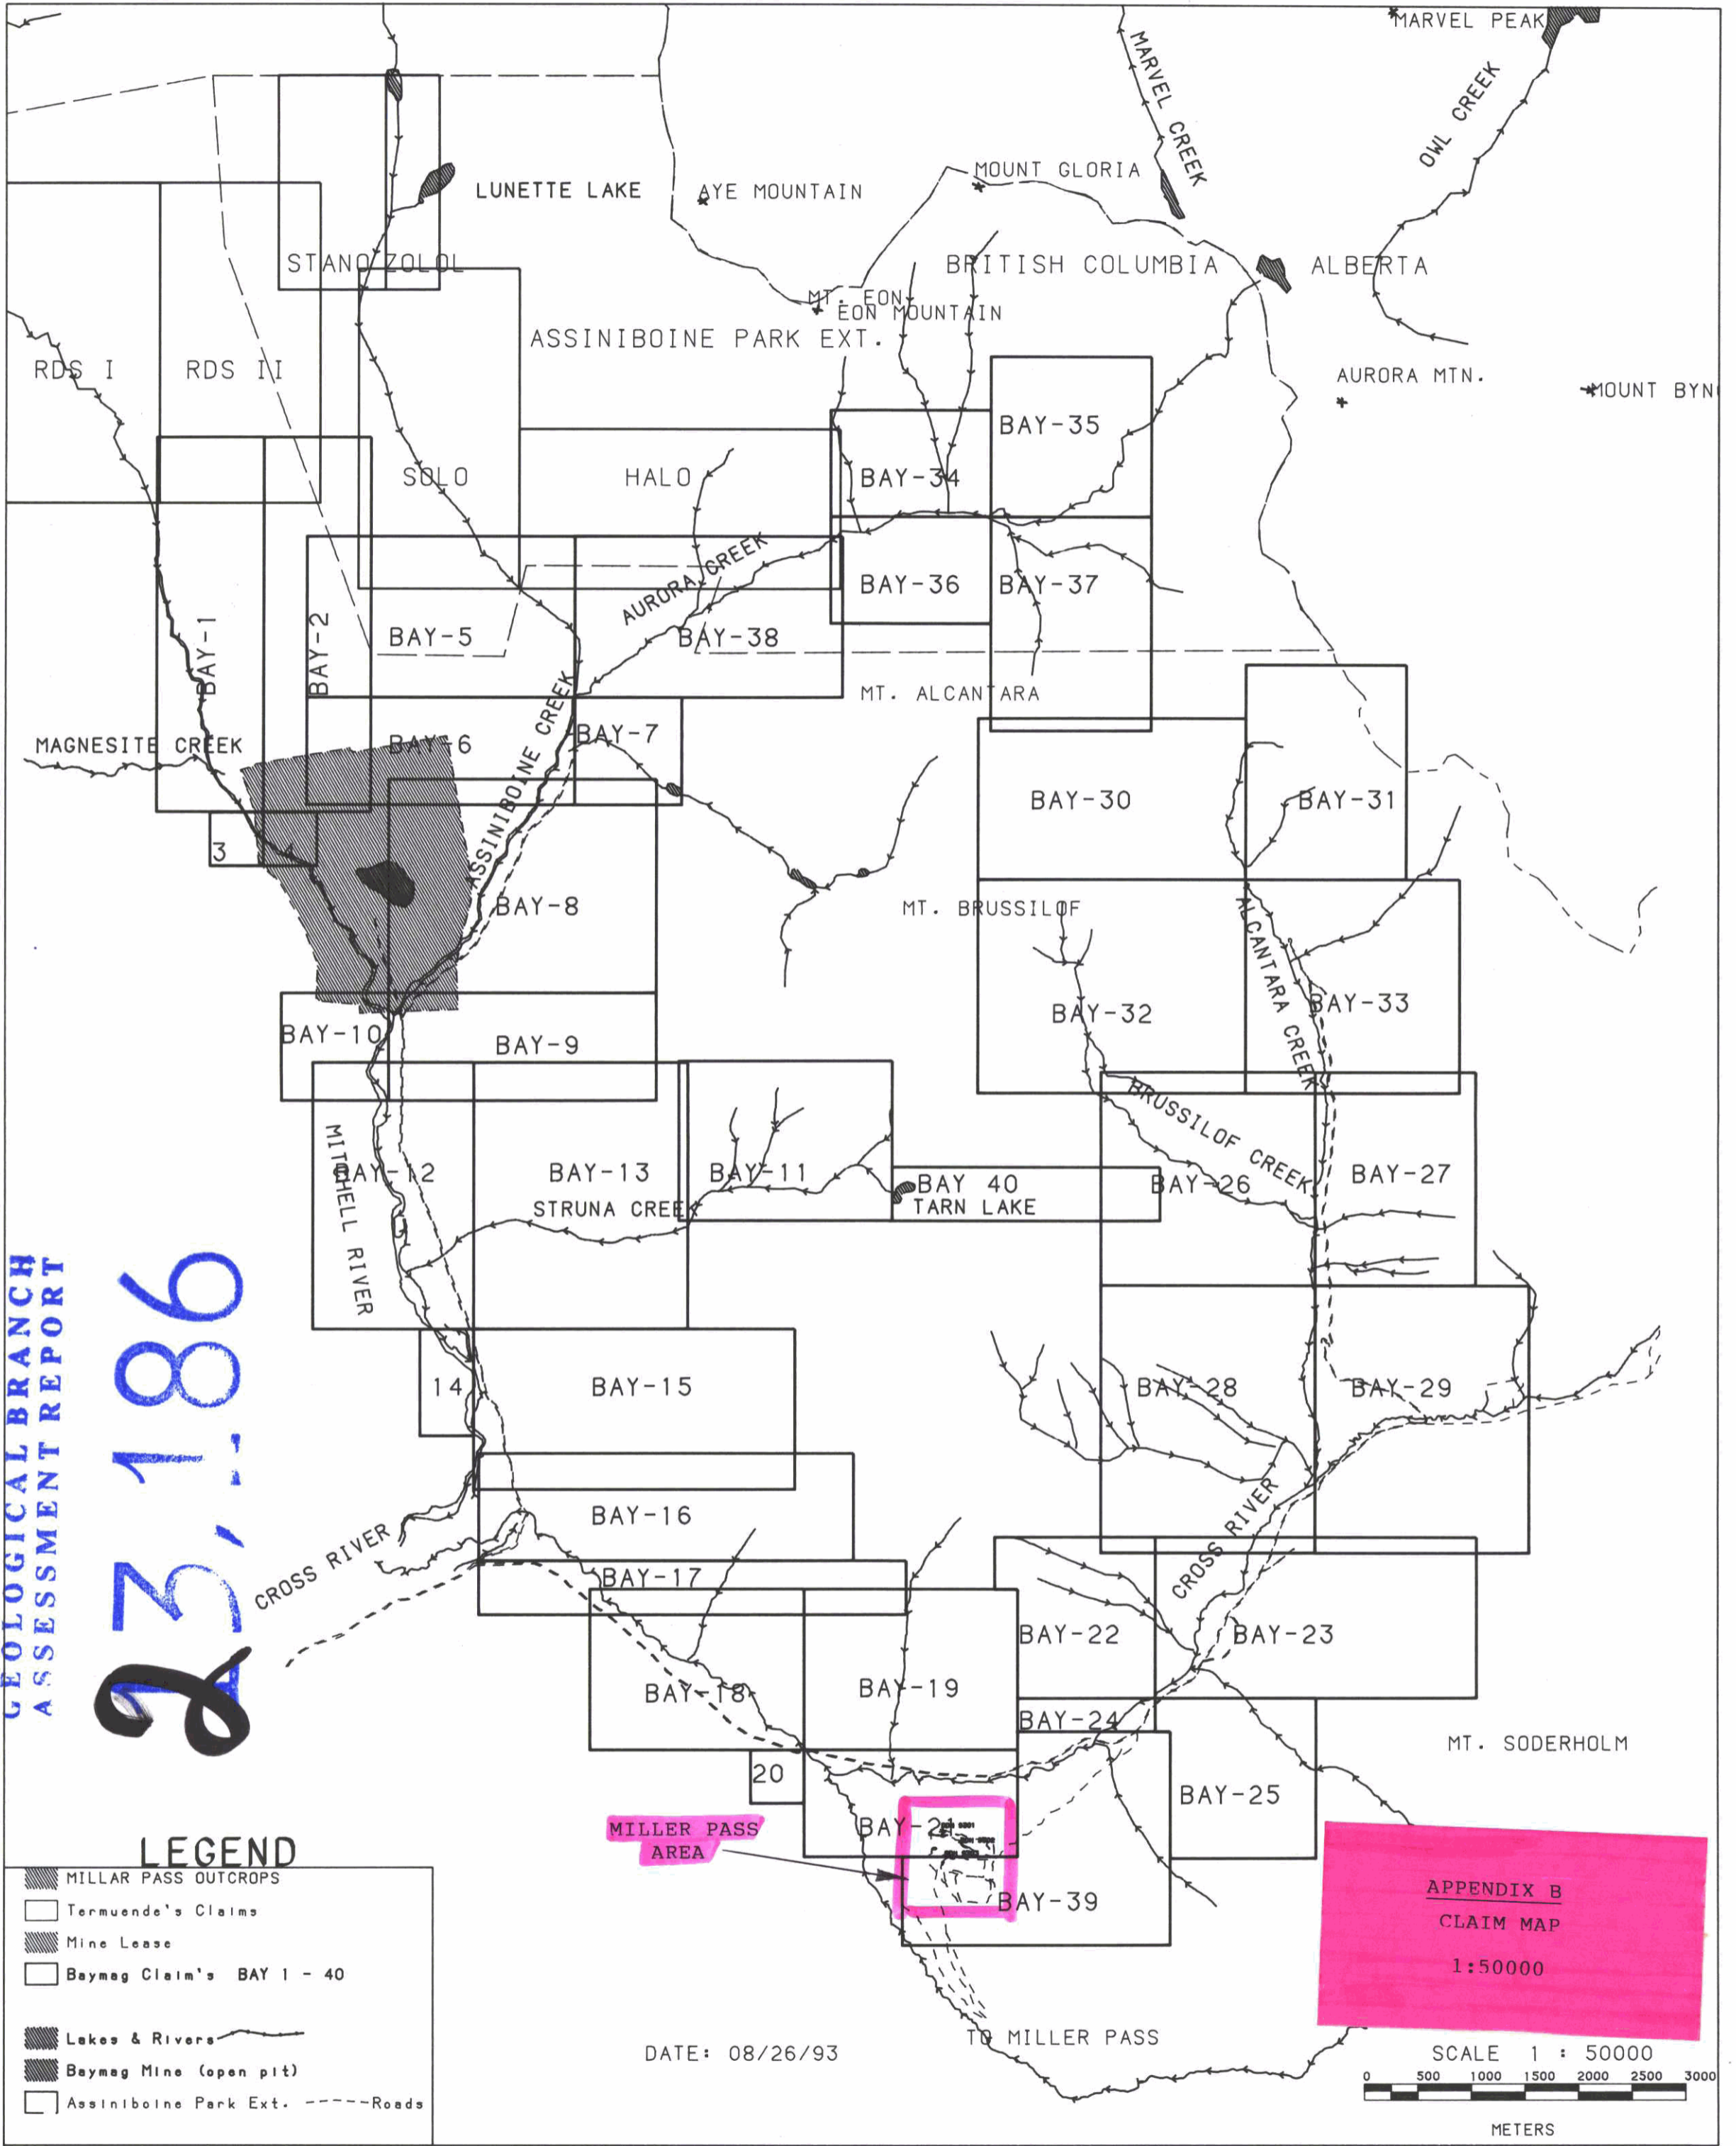 MARVEL PEAK
MARVEL CREEK
OWL CREEK
LUNETTE LAKE
AYE MOUNTAIN
MOUNT GLORIA
STANO ZOLOL
BRITISH COLUMBIA
ALBERTA
MT. EON
EON MOUNTAIN
ASSINIBOINE PARK EXT.
RDS I
RDS II
AURORA MTN.
MOUNT BYN
BAY-35
SOLO
HALO
BAY-34
AURORA CREEK
BAY-36
BAY-37
BAY-1
BAY-2
BAY-5
BAY-38
MT. ALCANTARA
MAGNESITE CREEK
BAY-6
BAY-7
ASSINIBOINE CREEK
BAY-30
BAY-31
3
4
BAY-8
MT. BRUSSILOF
ALCANTARA CREEK
BAY-32
BAY-33
BAY-10
BAY-9
BRUSSILOF CREEK
MITCHELL RIVER
BAY-12
BAY-13
BAY-11
BAY 40
BAY-26
BAY-27
STRUNA CREEK
TARN LAKE
GEOLOGICAL BRANCH
ASSESSMENT REPORT
23,186
14
BAY-15
BAY-28
BAY-29
BAY-16
CROSS RIVER
CROSS RIVER
BAY-17
BAY-22
BAY-23
BAY-18
BAY-19
BAY-24
MT. SODERHOLM
20
BAY-25
BAY-21
MILLER PASS
AREA
BAY-39
TO MILLER PASS
LEGEND
MILLAR PASS OUTCROPS
Termuende's Claims
Mine Lease
Baymag Claim's BAY 1 - 40
Lakes & Rivers
Baymag Mine (open pit)
Assiniboine Park Ext. Roads
DATE: 08/26/93
APPENDIX B
CLAIM MAP
1:50000
SCALE 1 : 50000
0 500 1000 1500 2000 2500 3000
METERS